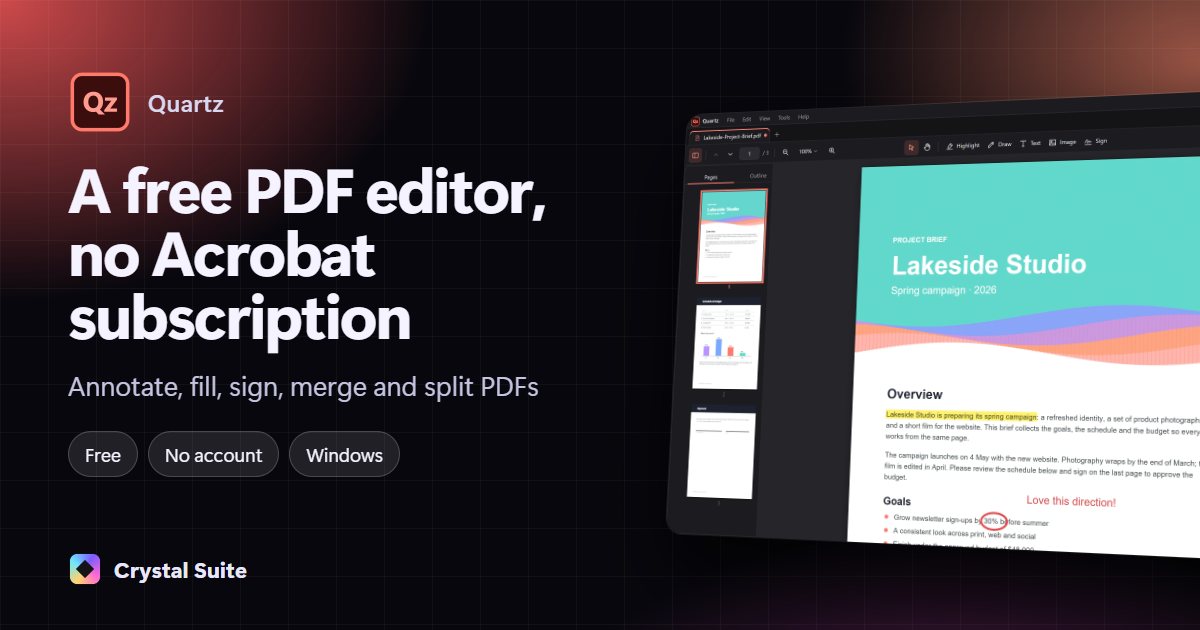 Qz
Quartz
A free PDF editor,
no Acrobat
subscription
Annotate, fill, sign, merge and split PDFs
Free
No account
Windows
Crystal Suite
Qz Quartz File Edit View Tools Help
Lakeside-Project-Brief.pdf
1 / 3 100% Highlight Draw Text Image Sign
Pages Outline
PROJECT BRIEF
Lakeside Studio
Spring campaign · 2026
Overview
Lakeside Studio is preparing its spring campaign: a refreshed identity, a set of product photograph
and a short film for the website. This brief collects the goals, the schedule and the budget so every
works from the same page.
The campaign launches on 4 May with the new website. Photography wraps by the end of March;
film is edited in April. Please review the schedule below and sign on the last page to approve the
budget.
Goals
Love this direction!
Grow newsletter sign-ups by 30% before summer
A consistent look across print, web and social